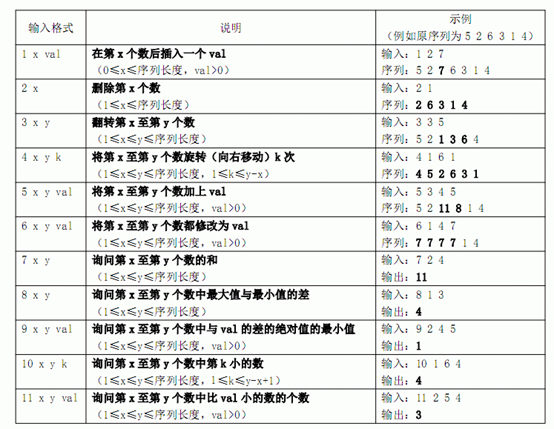 输入格式 说明 示例
（例如原序列为 5 2 6 3 1 4）
1 x val 在第 x 个数后插入一个 val 输入：1 2 7
（0≤x≤序列长度，val>0） 序列：5 2 7 6 3 1 4
2 x 删除第 x 个数 输入：2 1
（1≤x≤序列长度） 序列：2 6 3 1 4
3 x y 翻转第 x 至第 y 个数 输入：3 3 5
（1≤x≤y≤序列长度） 序列：5 2 1 3 6 4
4 x y k 将第 x 至第 y 个数旋转（向右移动）k 次 输入：4 1 6 1
（1≤x≤y≤序列长度，1≤k≤y-x） 序列：4 5 2 6 3 1
5 x y val 将第 x 至第 y 个数加上 val 输入：5 3 4 5
（1≤x≤y≤序列长度，val>0） 序列：5 2 11 8 1 4
6 x y val 将第 x 至第 y 个数都修改为 val 输入：6 1 4 7
（1≤x≤y≤序列长度，val>0） 序列：7 7 7 7 1 4
7 x y 询问第 x 至第 y 个数的和 输入：7 2 4
（1≤x≤y≤序列长度） 输出：11
8 x y 询问第 x 至第 y 个数中最大值与最小值的差 输入：8 1 3
（1≤x≤y≤序列长度） 输出：4
9 x y val 询问第 x 至第 y 个数中与 val 的差的绝对值的最小值 输入：9 2 4 5
（1≤x≤y≤序列长度，val>0） 输出：1
10 x y k 询问第 x 至第 y 个数中第 k 小的数 输入：10 1 6 4
（1≤x≤y≤序列长度，1≤k≤y-x+1） 输出：4
11 x y val 询问第 x 至第 y 个数中比 val 小的数的个数 输入：11 2 5 4
（1≤x≤y≤序列长度，val>0） 输出：3